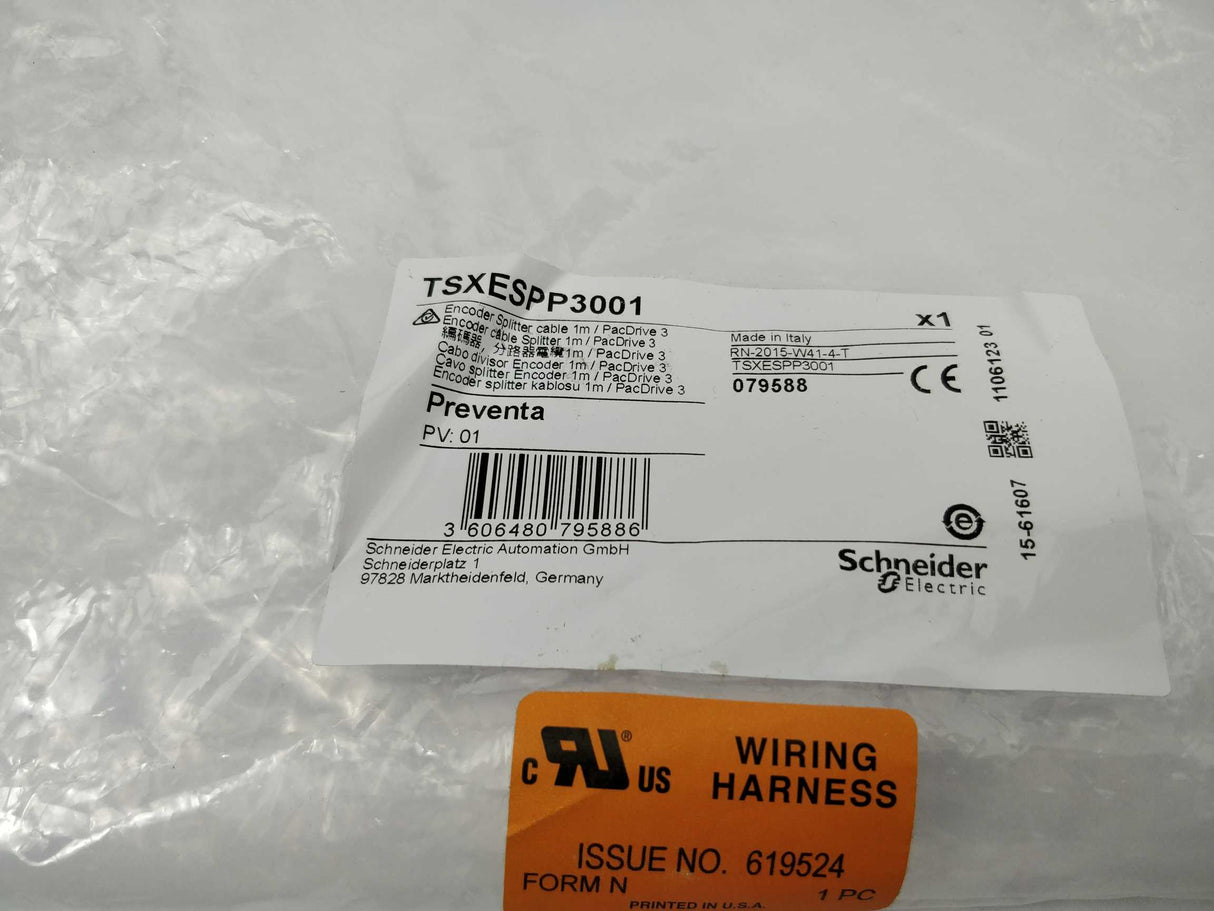 TSXESPP3001
x1
Encoder Splitter cable 1m / PacDrive 3
Encoder cable Splitter 1m / PacDrive 3
編碼器, 分路器電纜1m / PacDrive 3
Cabo divisor Encoder 1m / PacDrive 3
Cavo splitter Encoder 1m / PacDrive 3
Encoder splitter kablosu 1m / PacDrive 3
Made in Italy
RN-2015-W41-4-T
TSXESPP3001
079588
CE
1106123 01
15-61607
Preventa
PV: 01
3 606480 795886
Schneider Electric Automation GmbH
Schneiderplatz 1
97828 Marktheidenfeld, Germany
e
Schneider
Electric
c RU ® US
WIRING
HARNESS
ISSUE NO. 619524
FORM N
1 PC
PRINTED IN U.S.A.